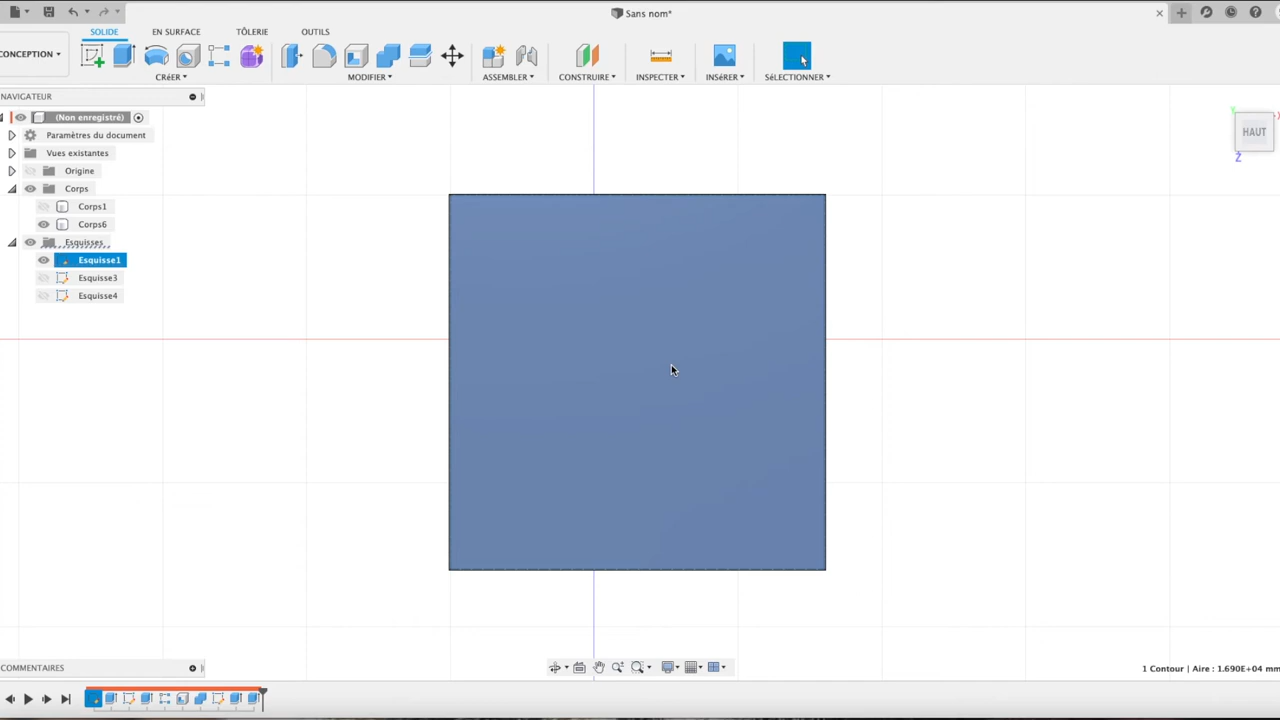 Sans nom*
SOLIDE EN SURFACE TÔLERIE OUTILS
CONCEPTION
CRÉER MODIFIER ASSEMBLER CONSTRUIRE INSPECTER INSÉRER SÉLECTIONNER
NAVIGATEUR
(Non enregistré)
Paramètres du document
Vues existantes
Origine
Corps
Corps1
Corps6
Esquisses
Esquisse1
Esquisse3
Esquisse4
HAUT
Z
COMMENTAIRES
1 Contour | Aire : 1.690E+04 mm